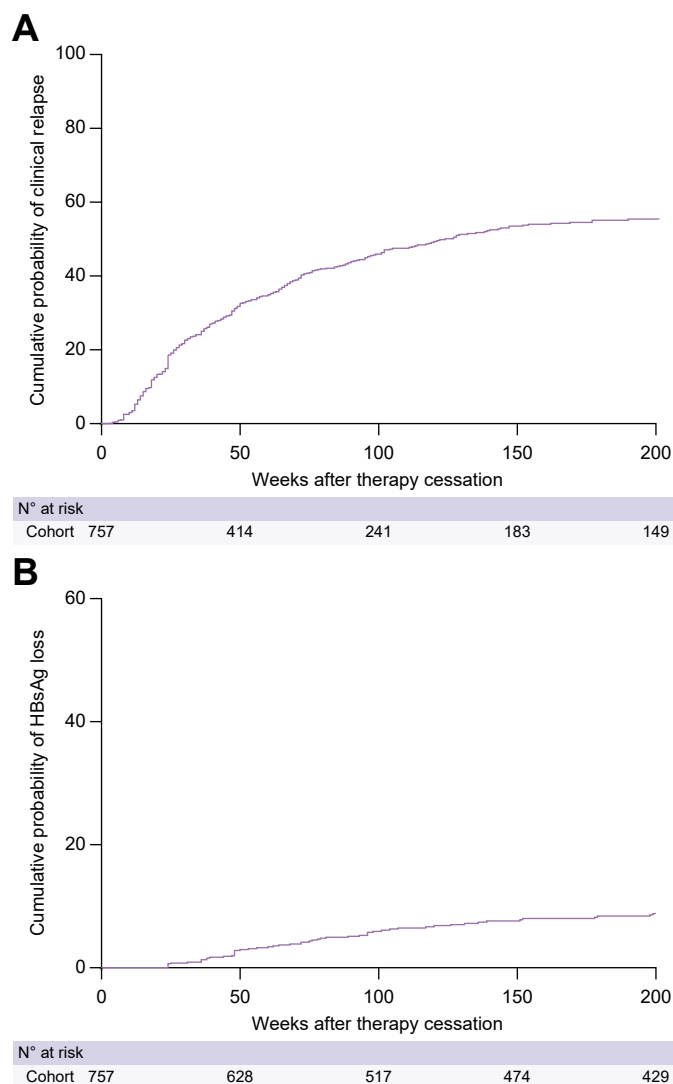 A
Cumulative probability of clinical relapse
100
80
60
40
20
0
0 50 100 150 200
Weeks after therapy cessation
N° at risk
Cohort 757 414 241 183 149
B
Cumulative probability of HBsAg loss
60
40
20
0
0 50 100 150 200
Weeks after therapy cessation
N° at risk
Cohort 757 628 517 474 429